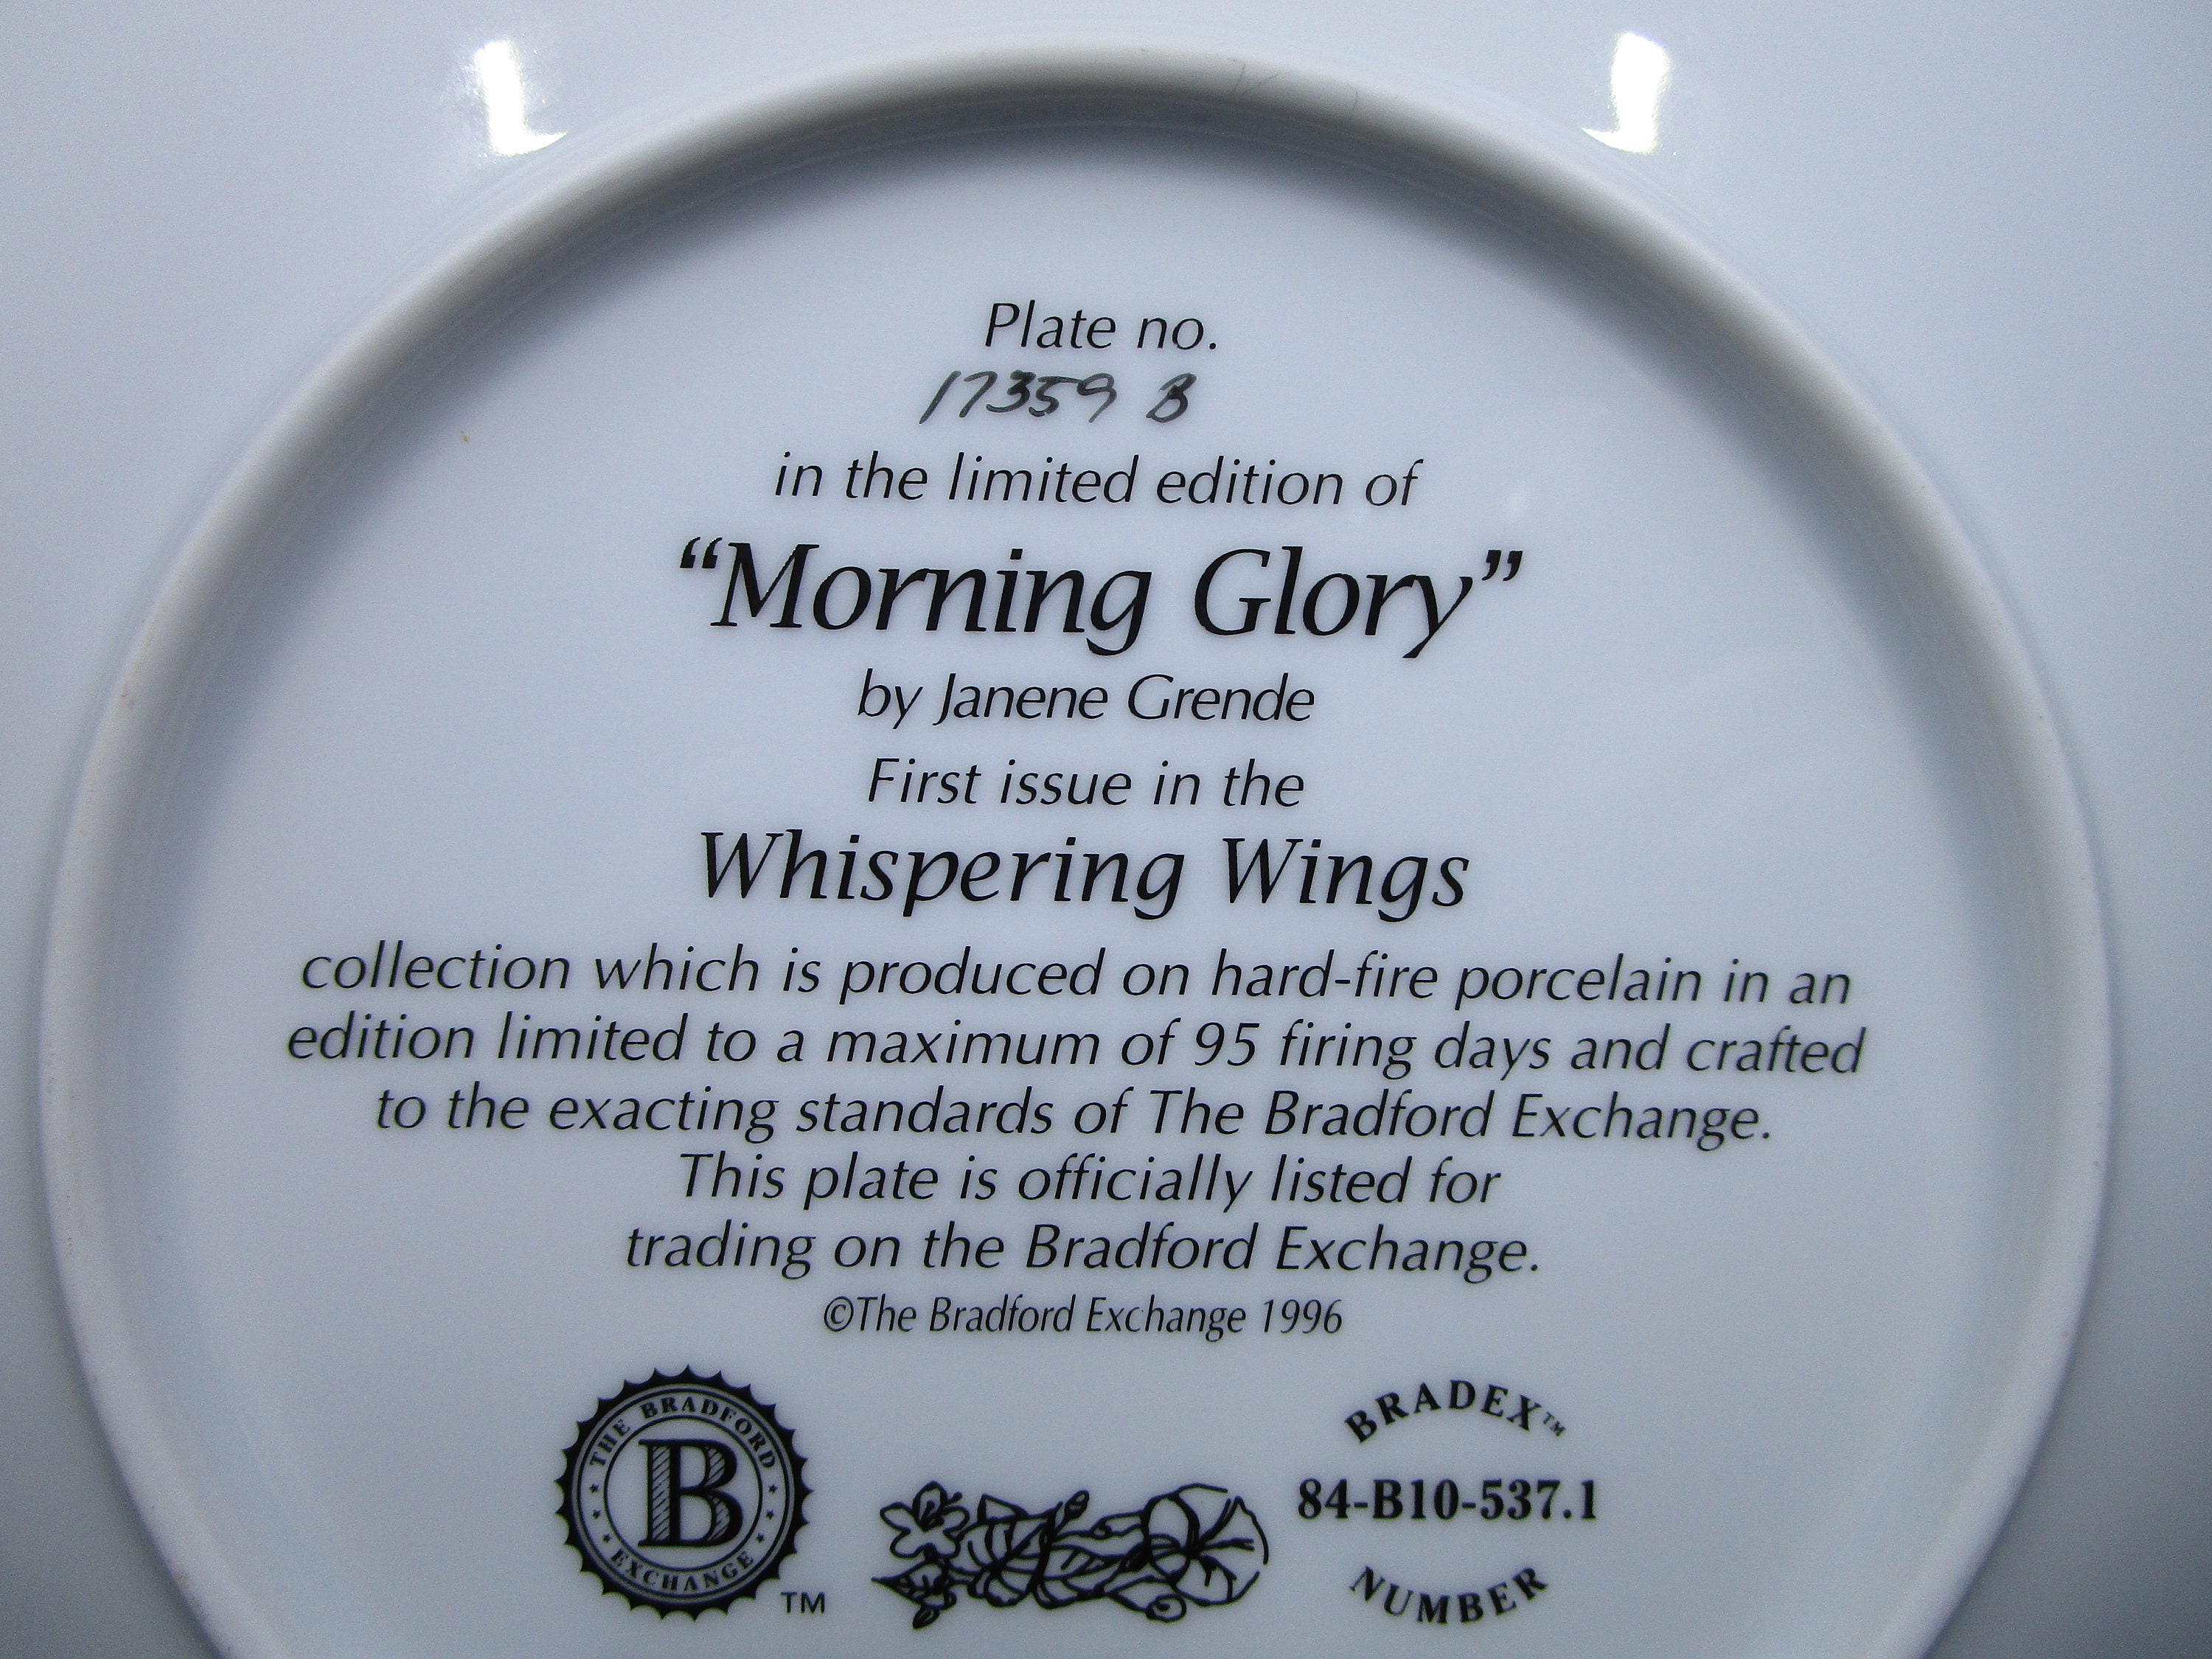 Plate no.
17359 B
in the limited edition of
“Morning Glory”
by Janene Grende
First issue in the
Whispering Wings
collection which is produced on hard-fire porcelain in an
edition limited to a maximum of 95 firing days and crafted
to the exacting standards of The Bradford Exchange.
This plate is officially listed for
trading on the Bradford Exchange.
©The Bradford Exchange 1996
THE BRADFORD
B
EXCHANGE
TM
BRADEX™
84-B10-537.1
NUMBER